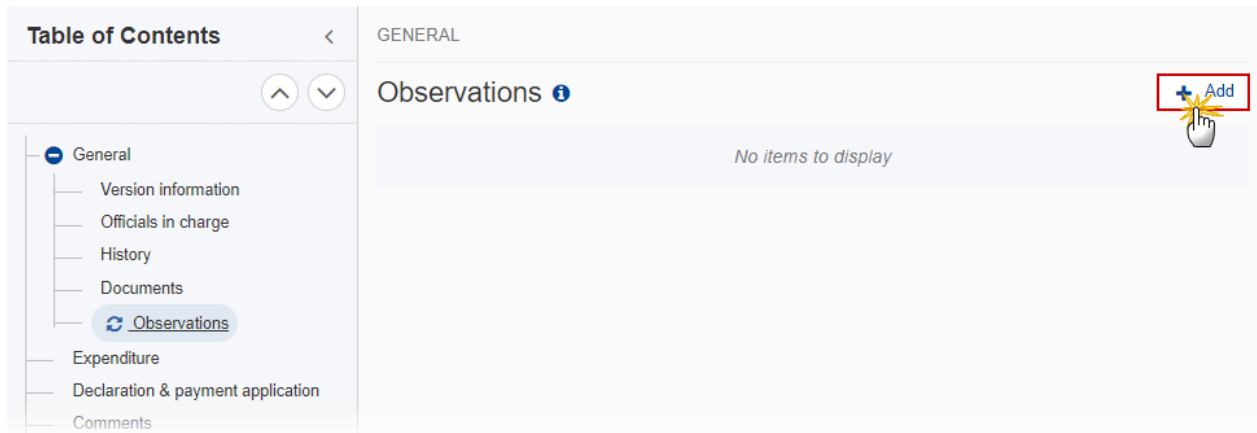 Table of Contents
GENERAL
Observations
Add
No items to display
General
Version information
Officials in charge
History
Documents
Observations
Expenditure
Declaration & payment application
Comments